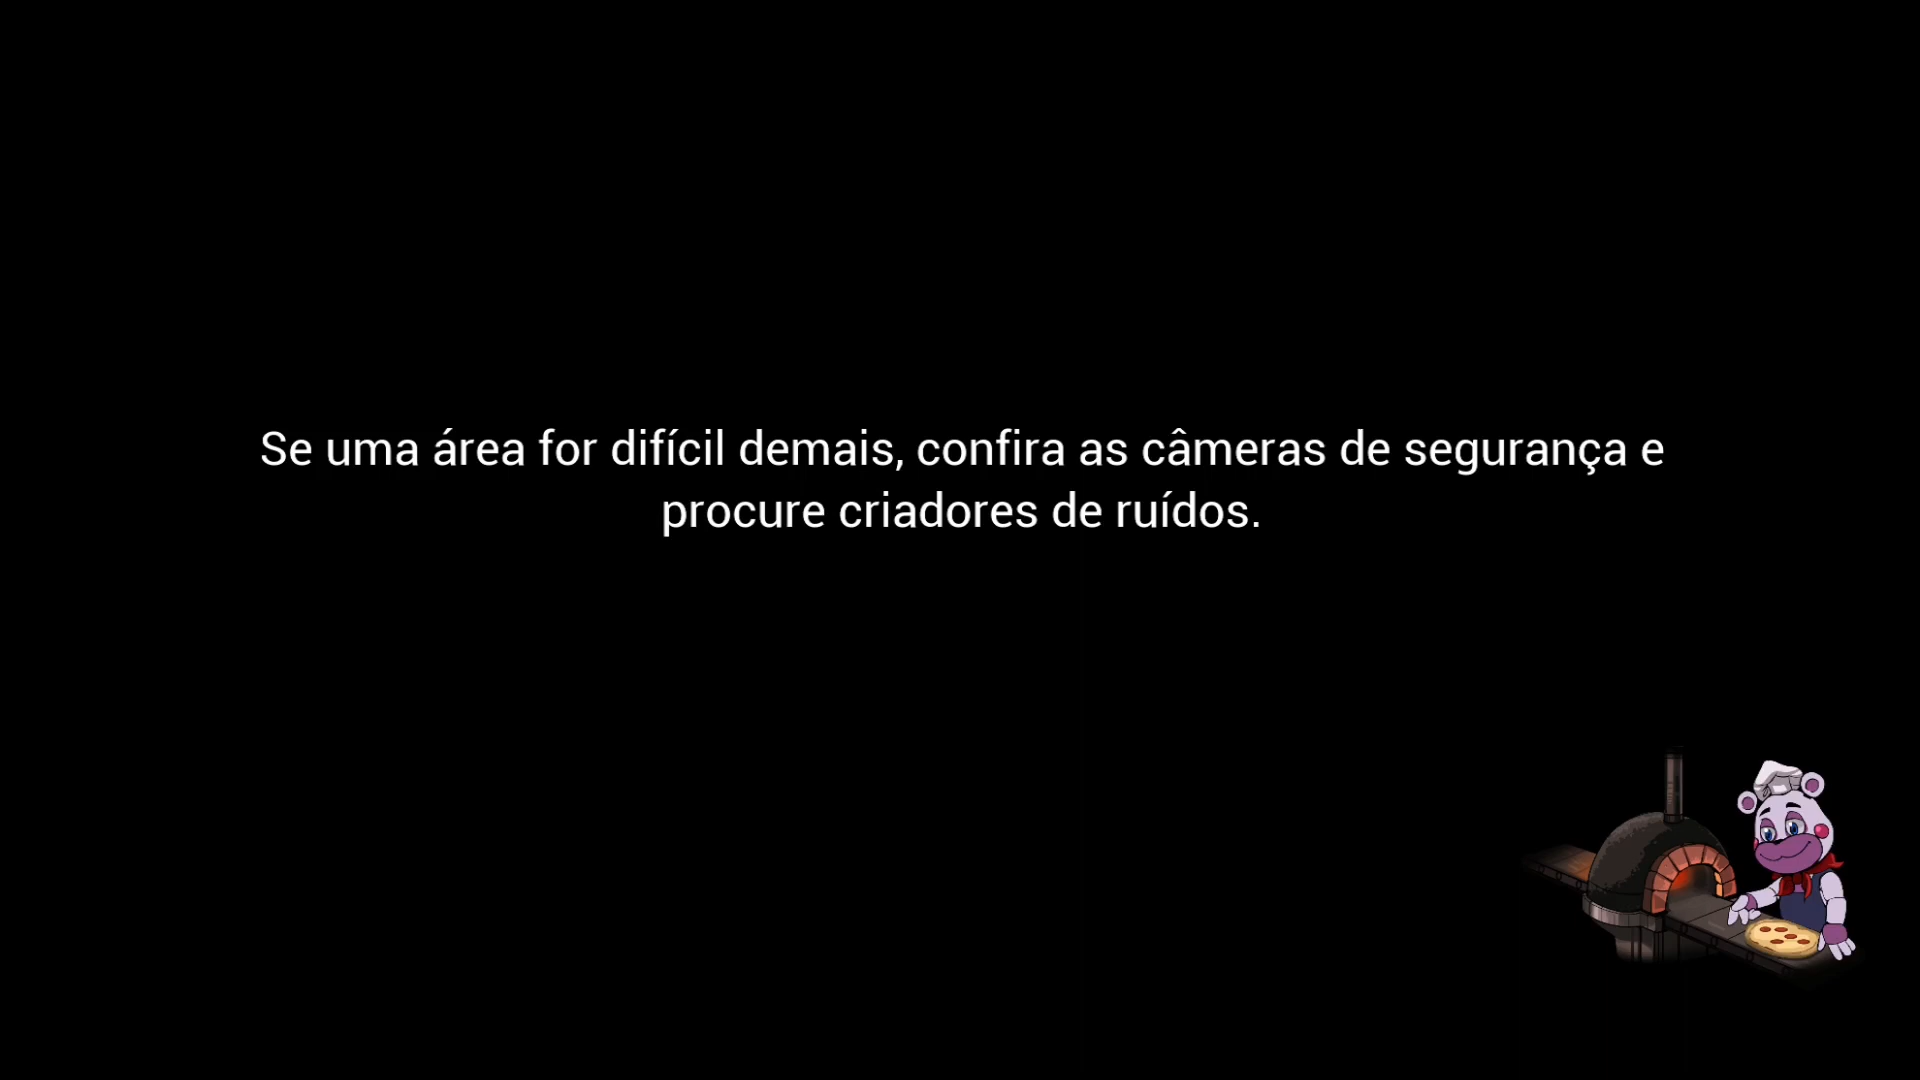 Se uma área for difícil demais, confira as câmeras de segurança e
procure criadores de ruídos.